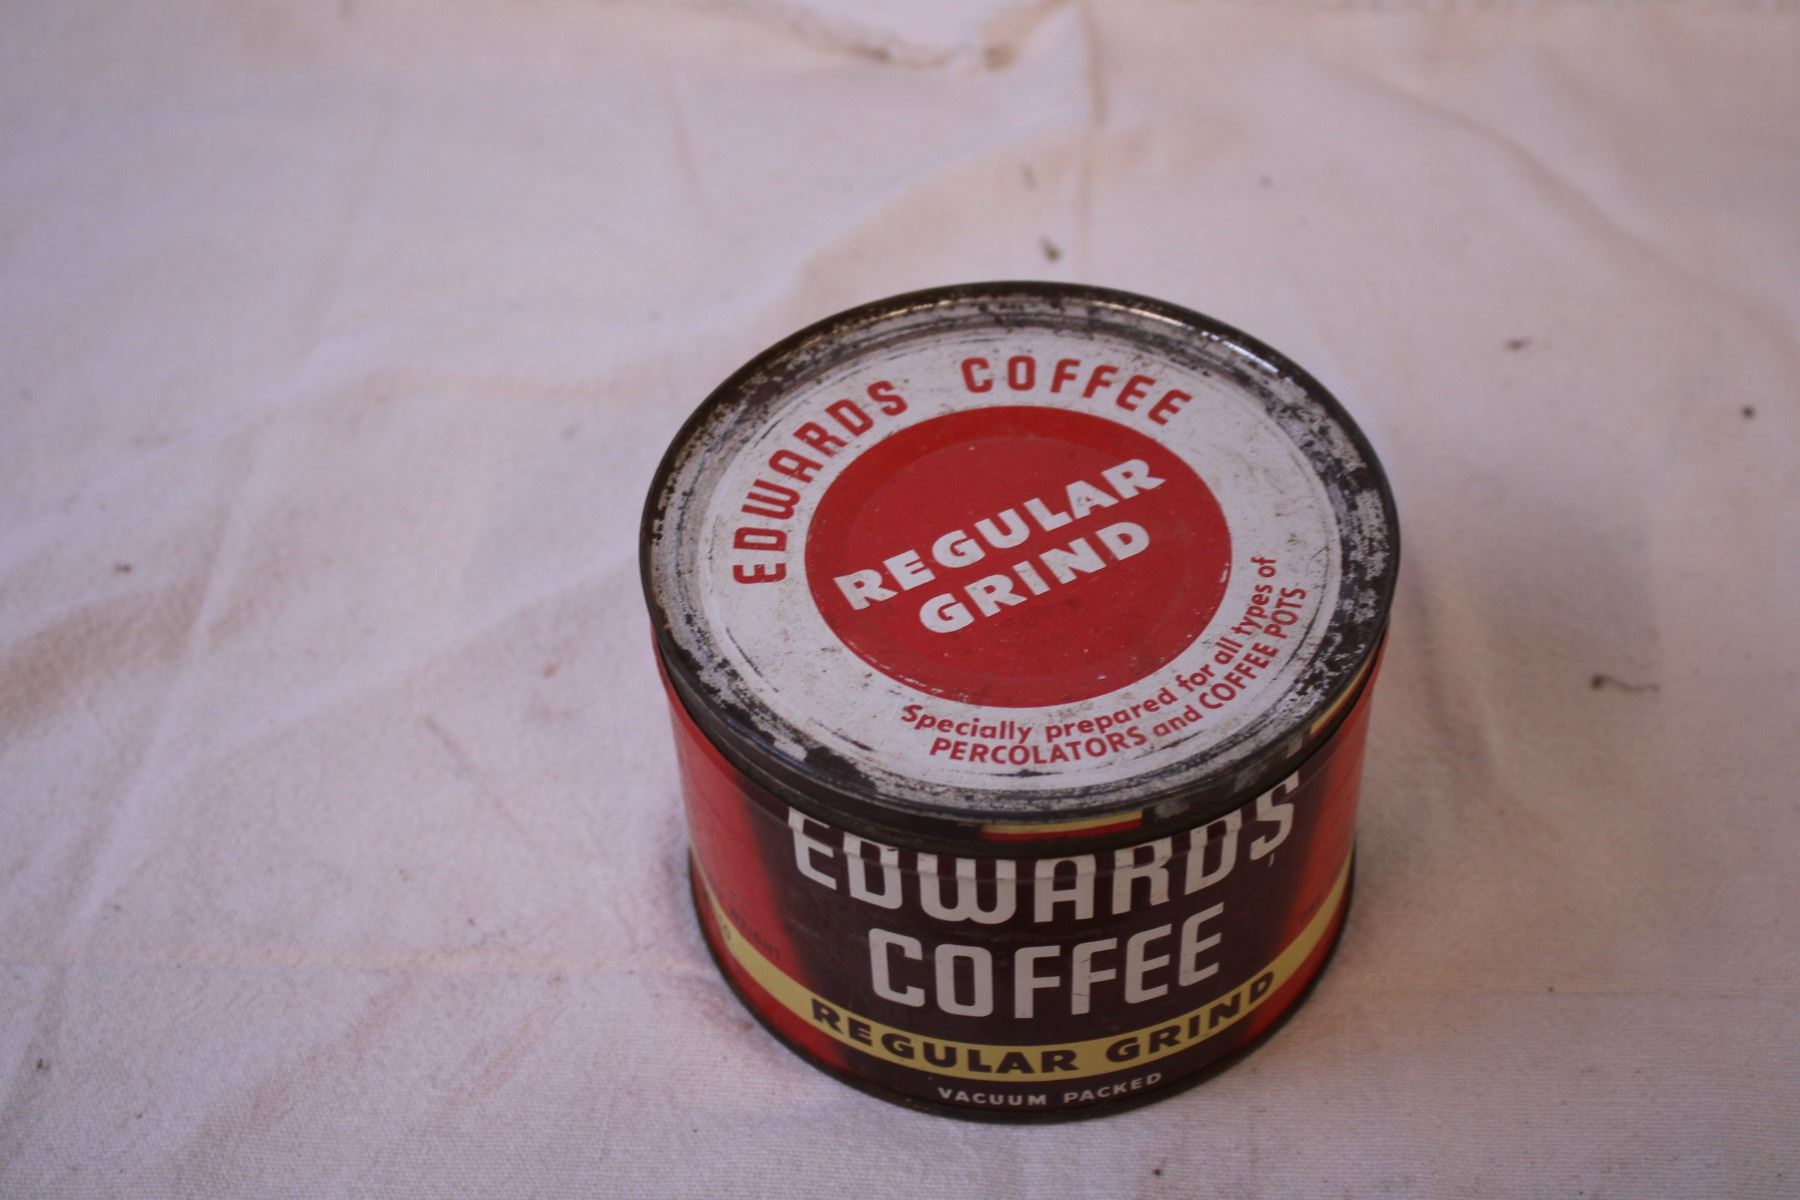 EDWARDS COFFEE
REGULAR
GRIND
Specially prepared for all types of
PERCOLATORS and COFFEE POTS
EDWARDS
COFFEE
REGULAR GRIND
VACUUM PACKED
WEIGHT